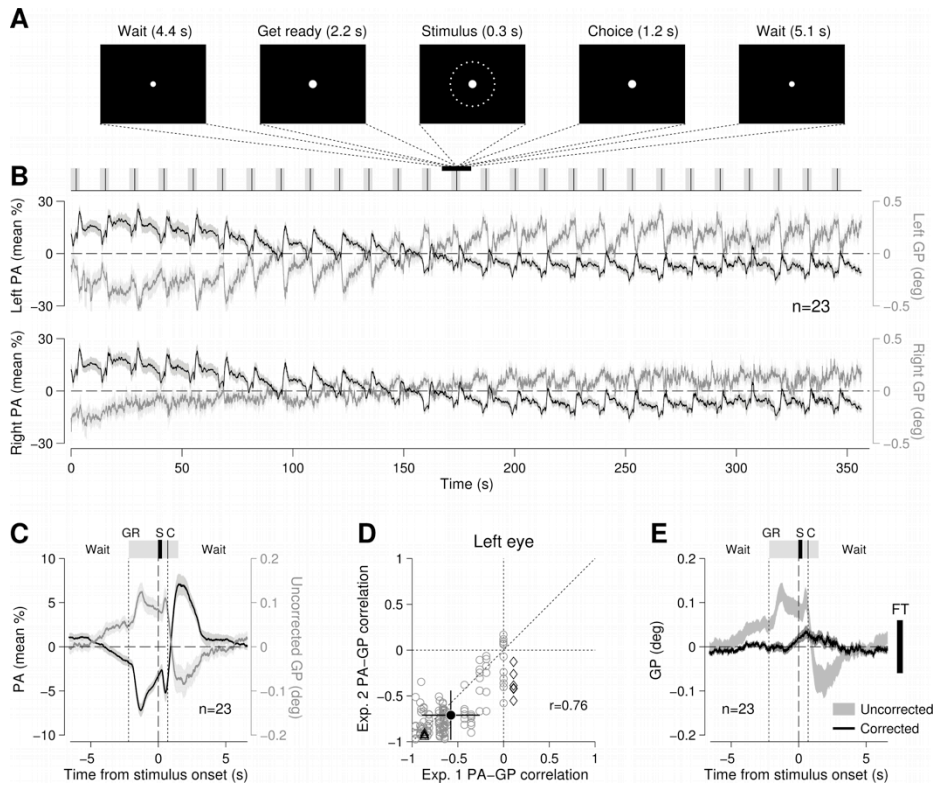 A
Wait (4.4 s) Get ready (2.2 s) Stimulus (0.3 s) Choice (1.2 s) Wait (5.1 s)
B
30
0
−30
Left PA (mean %)
0.5
0
−0.5
Left GP (deg)
n=23
30
0
−30
Right PA (mean %)
0.5
0
−0.5
Right GP (deg)
0 50 100 150 200 250 300 350
Time (s)
C
GR S C
Wait Wait
10
5
0
−5
−10
PA (mean %)
0.2
0.1
0
−0.1
−0.2
Uncorrected GP (deg)
n=23
−5 0 5
Time from stimulus onset (s)
D
Left eye
1
0.5
0
−0.5
−1
Exp. 2 PA−GP correlation
r=0.76
−1 −0.5 0 0.5 1
Exp. 1 PA−GP correlation
E
GR S C
Wait Wait
0.2
0.1
0
−0.1
−0.2
GP (deg)
FT
Uncorrected
Corrected
n=23
−5 0 5
Time from stimulus onset (s)